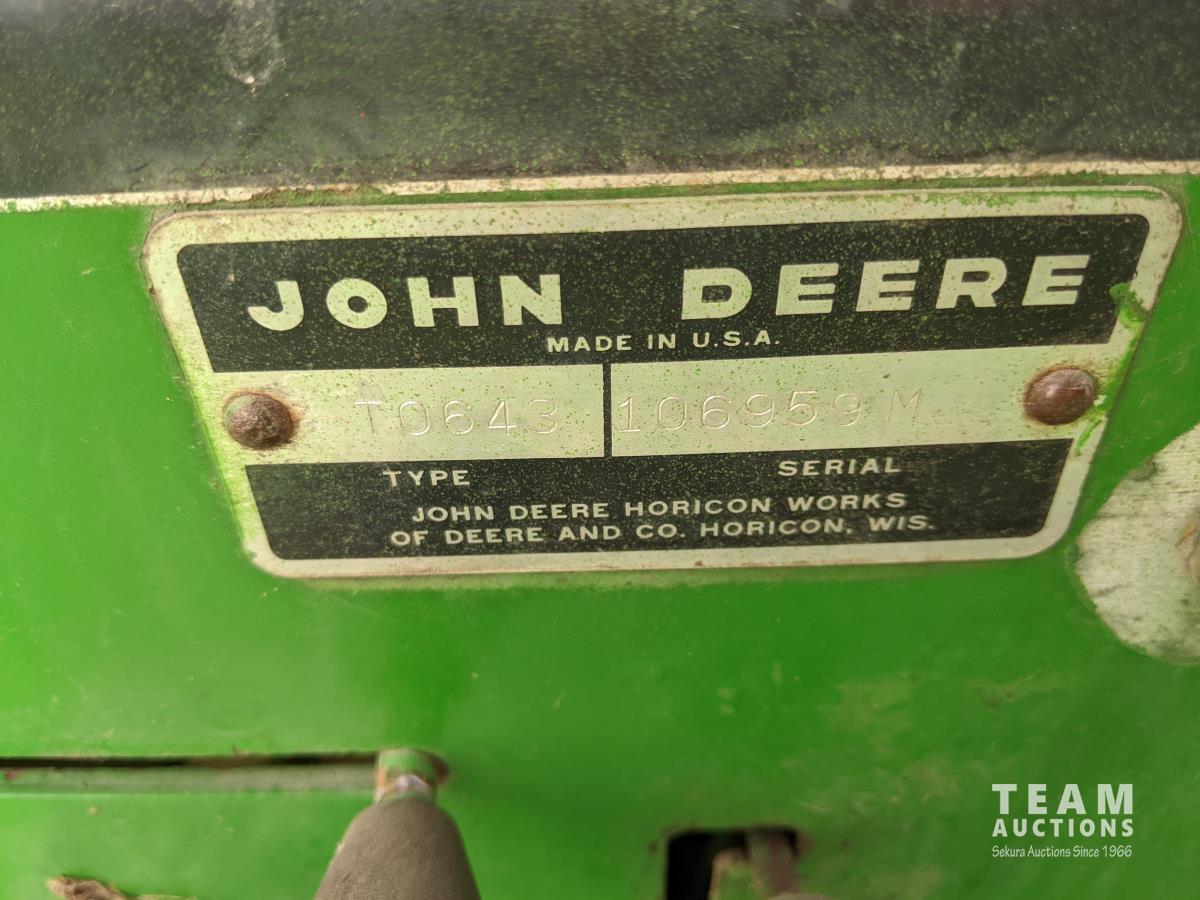 JOHN DEERE
MADE IN U.S.A.
T0643 106959 M
TYPE SERIAL
JOHN DEERE HORICON WORKS
OF DEERE AND CO. HORICON, WIS.
TEAM
AUCTIONS
Sekura Auctions Since 1966